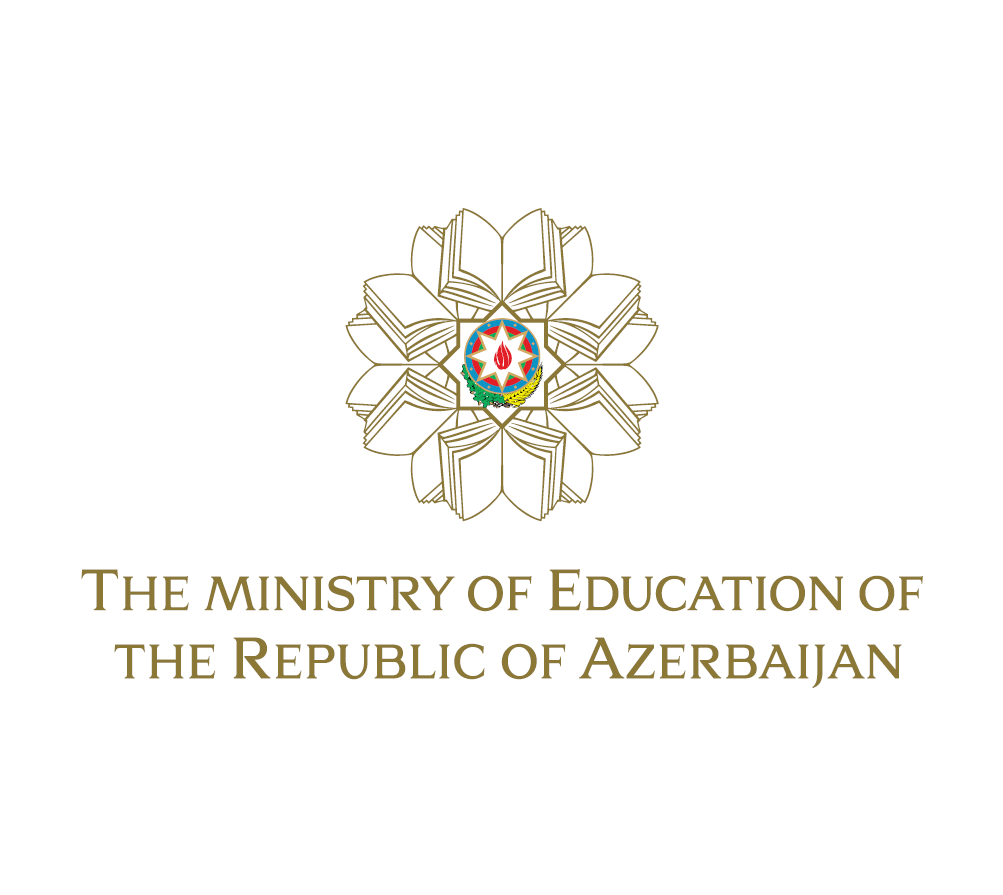 The ministry of Education of
the Republic of Azerbaijan